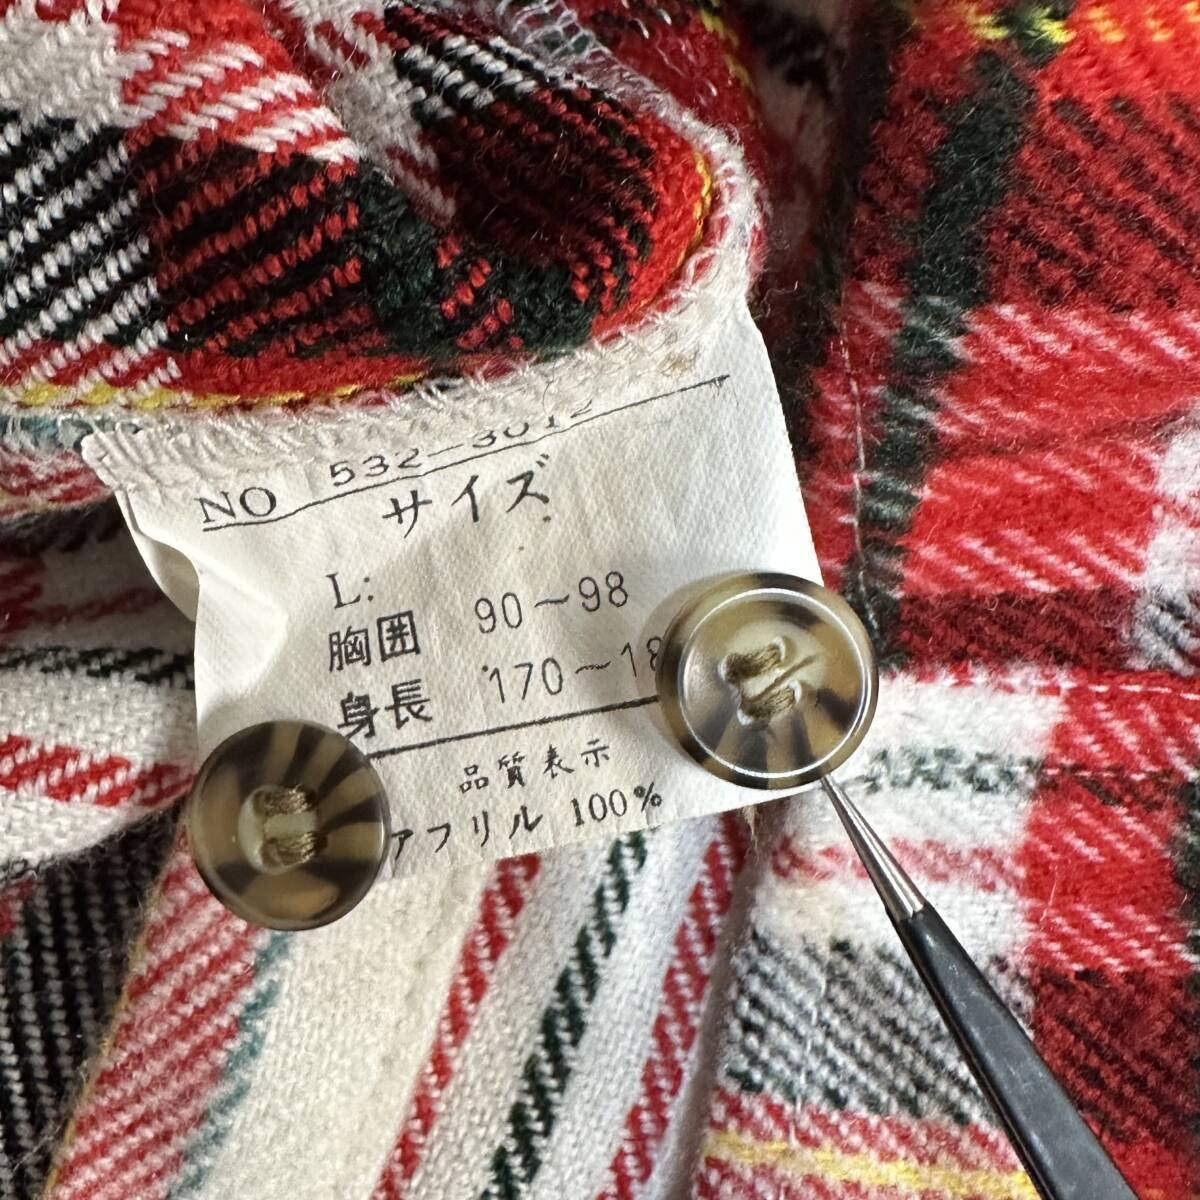 NO 532-3012
サイズ
L:
胸囲 90～98
身長 170～18
品質表示
アフリル 100%